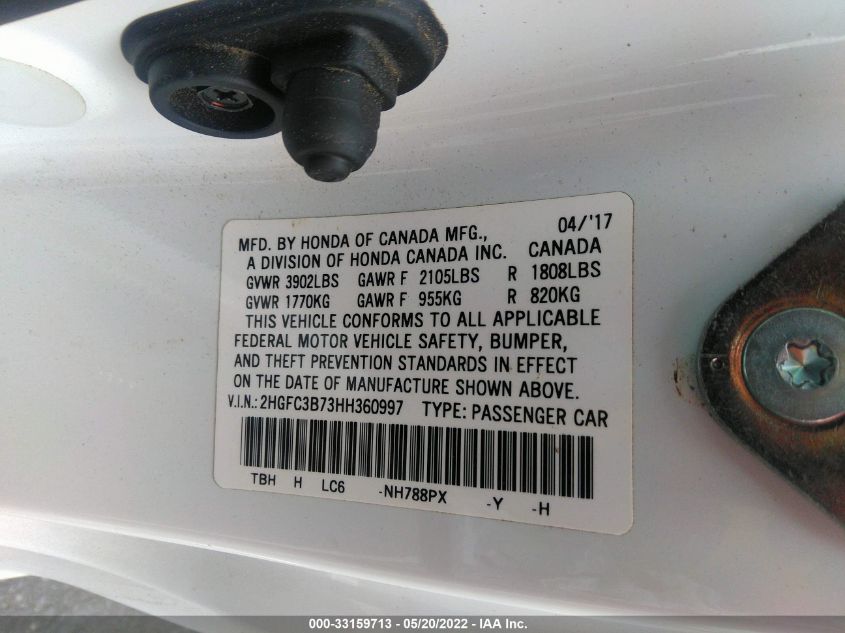 04/'17
MFD. BY HONDA OF CANADA MFG.,
A DIVISION OF HONDA CANADA INC. CANADA
GVWR 3902LBS GAWR F 2105LBS R 1808LBS
GVWR 1770KG GAWR F 955KG R 820KG
THIS VEHICLE CONFORMS TO ALL APPLICABLE
FEDERAL MOTOR VEHICLE SAFETY, BUMPER,
AND THEFT PREVENTION STANDARDS IN EFFECT
ON THE DATE OF MANUFACTURE SHOWN ABOVE.
V.I.N.: 2HGFC3B73HH360997 TYPE: PASSENGER CAR
TBH H LC6 -NH788PX -Y -H
000-33159713 - 05/20/2022 - IAA Inc.